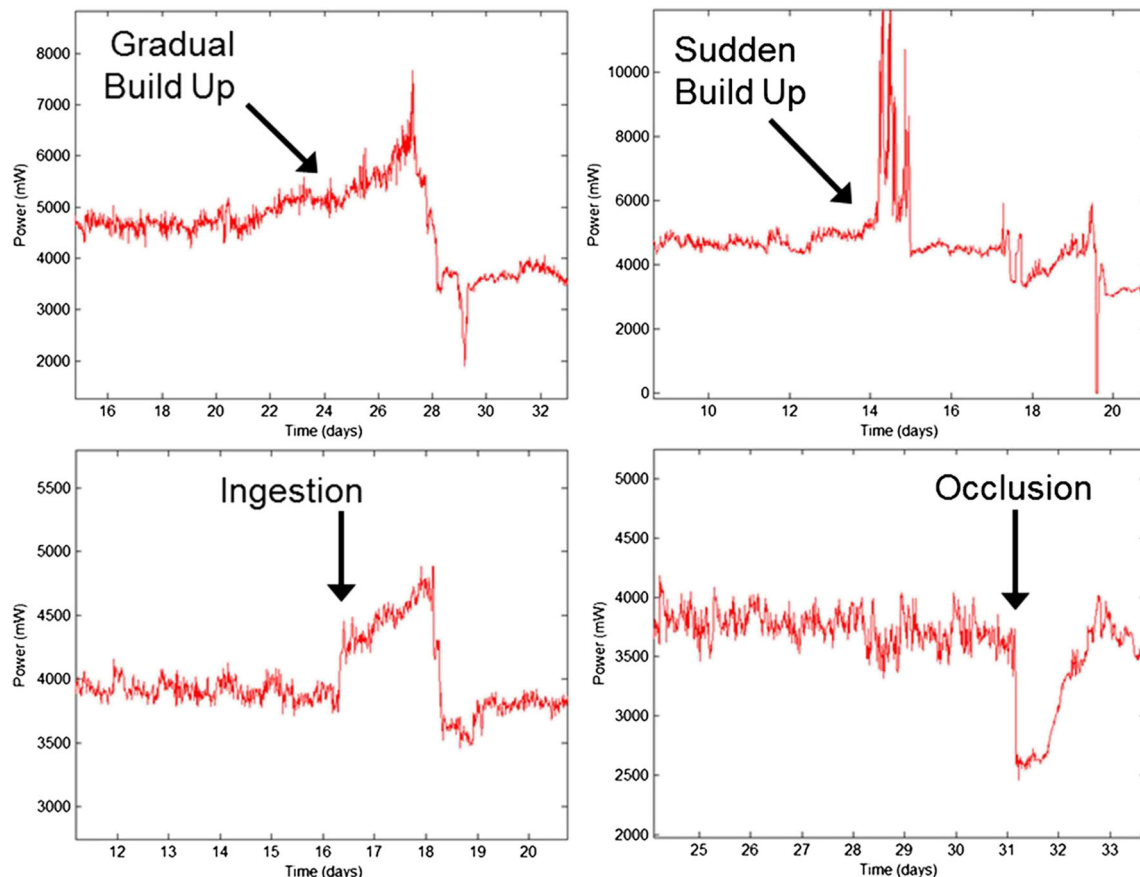 Gradual
Build Up
8000
7000
6000
5000
4000
3000
2000
Power (mW)
16 18 20 22 24 26 28 30 32
Time (days)
Sudden
Build Up
10000
8000
6000
4000
2000
0
Power (mW)
10 12 14 16 18 20
Time (days)
Ingestion
5500
5000
4500
4000
3500
3000
Power (mW)
12 13 14 15 16 17 18 19 20
Time (days)
Occlusion
5000
4500
4000
3500
3000
2500
2000
Power (mW)
25 26 27 28 29 30 31 32 33
Time (days)